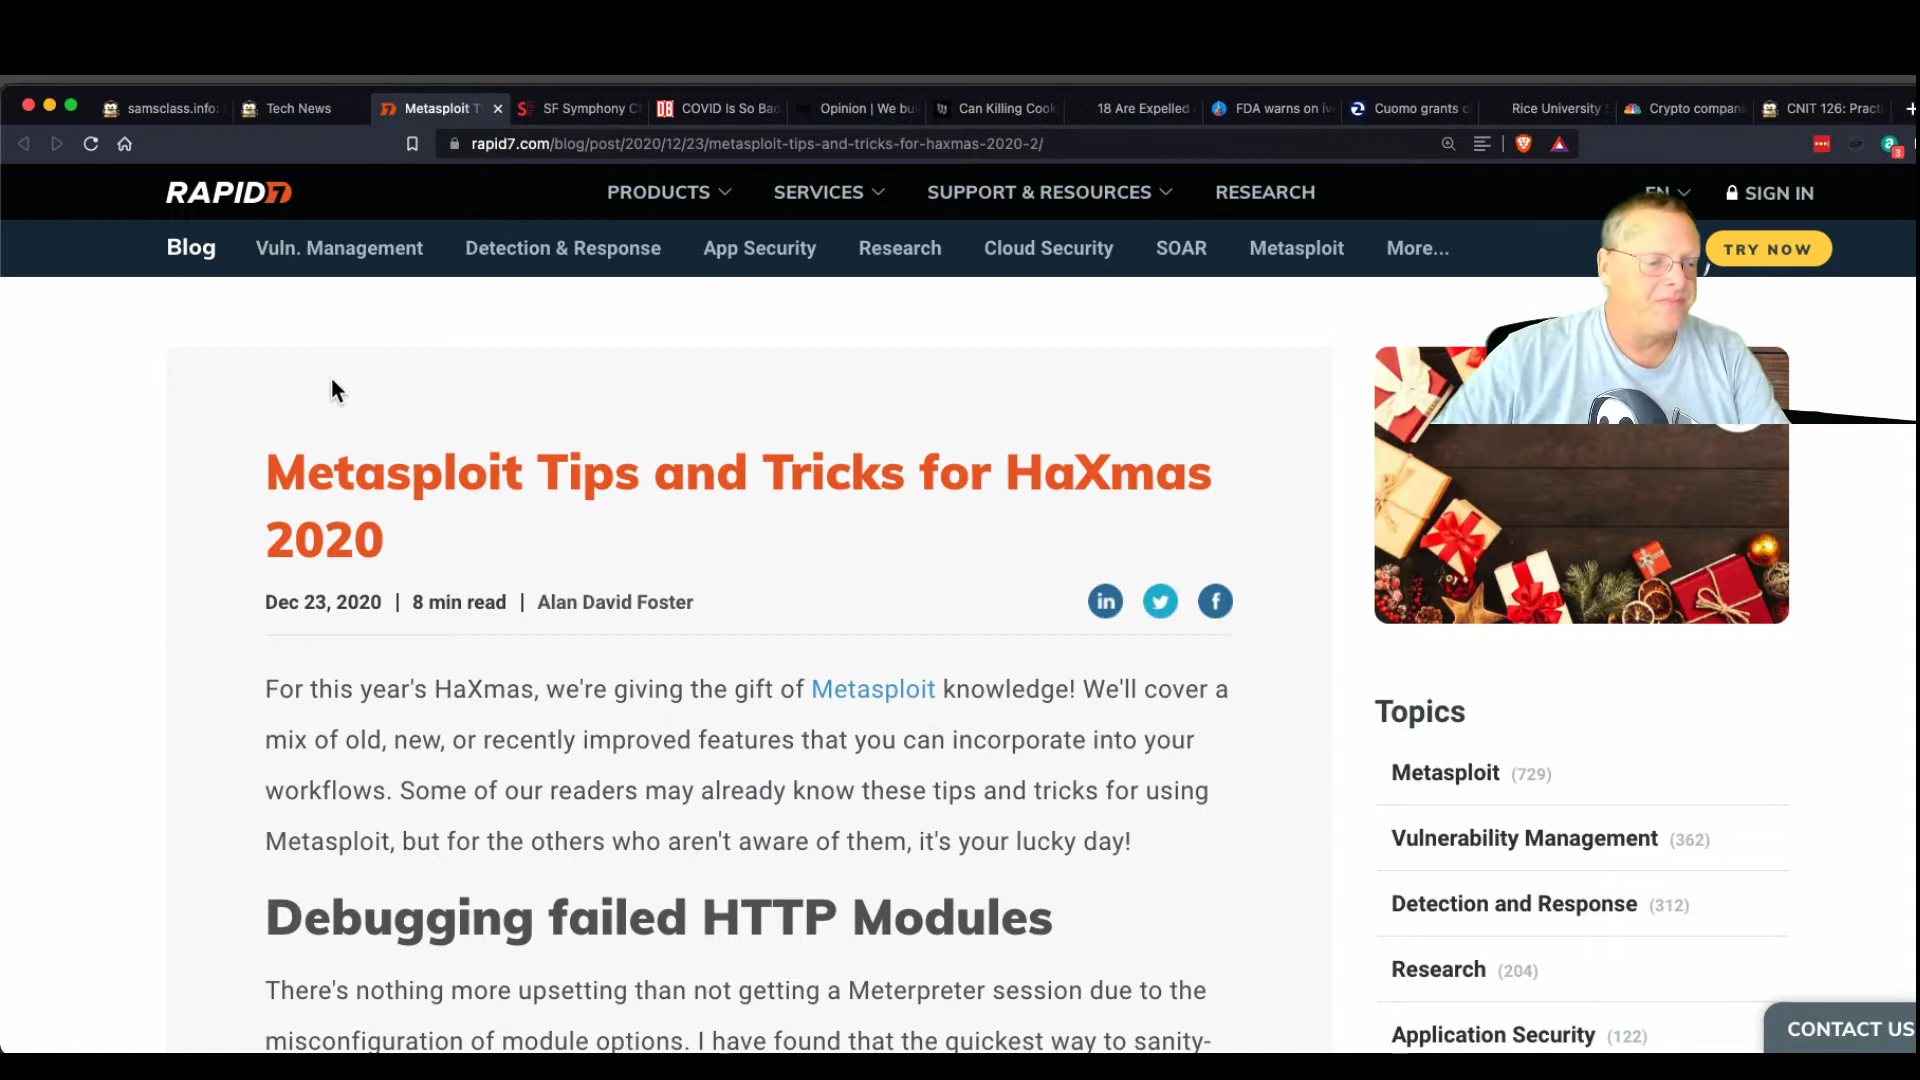 samsclass.info:
Tech News
Metasploit T
SF Symphony C
COVID Is So Bad
Opinion | We bu
Can Killing Cook
18 Are Expelled
FDA warns on iv
Cuomo grants c
Rice University
Crypto compan
CNIT 126: Pract
rapid7.com/blog/post/2020/12/23/metasploit-tips-and-tricks-for-haxmas-2020-2/
RAPID7
PRODUCTS
SERVICES
SUPPORT & RESOURCES
RESEARCH
EN
SIGN IN
Blog
Vuln. Management
Detection & Response
App Security
Research
Cloud Security
SOAR
Metasploit
More...
TRY NOW
Metasploit Tips and Tricks for HaXmas
2020
Dec 23, 2020 | 8 min read | Alan David Foster
in
f
For this year's HaXmas, we're giving the gift of Metasploit knowledge! We'll cover a
mix of old, new, or recently improved features that you can incorporate into your
workflows. Some of our readers may already know these tips and tricks for using
Metasploit, but for the others who aren't aware of them, it's your lucky day!
Debugging failed HTTP Modules
There's nothing more upsetting than not getting a Meterpreter session due to the
misconfiguration of module options. I have found that the quickest way to sanity-
Topics
Metasploit (729)
Vulnerability Management (362)
Detection and Response (312)
Research (204)
Application Security (122)
CONTACT US